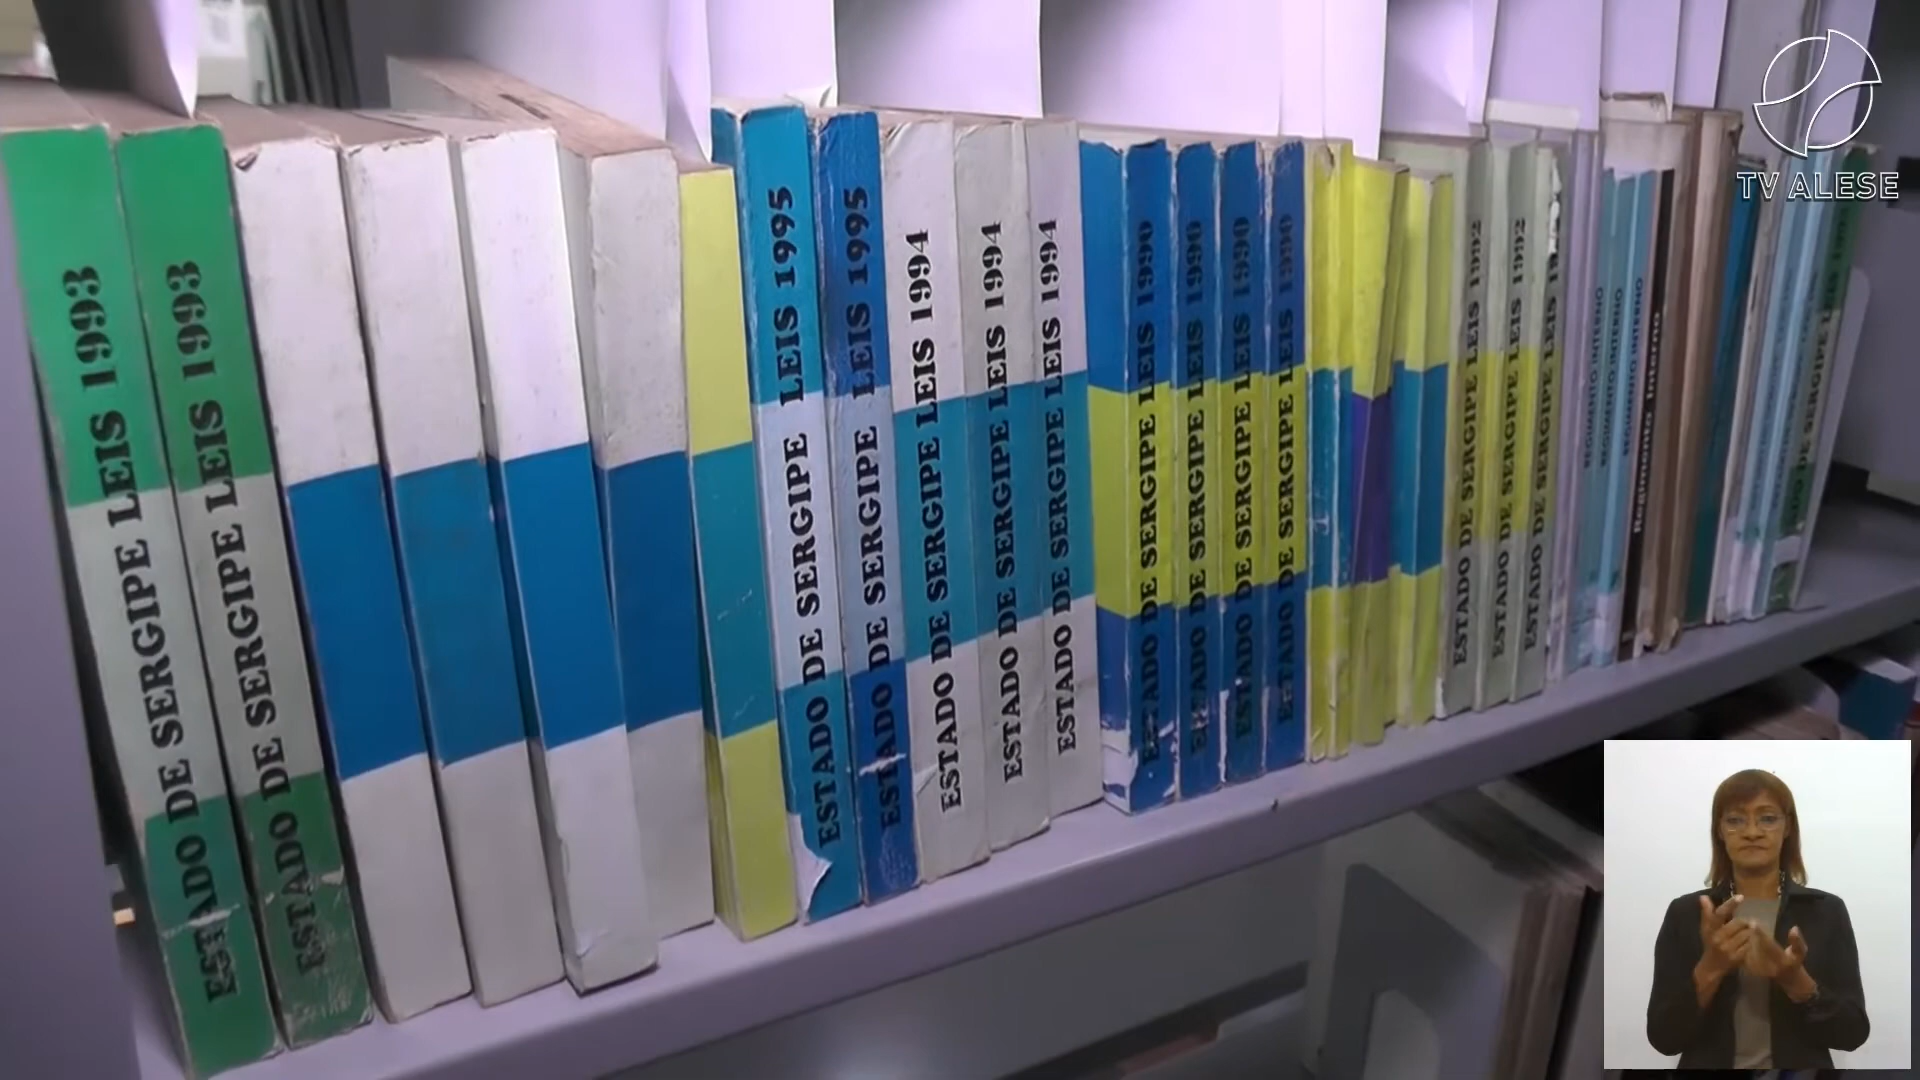 ESTADO DE SERGIPE LEIS 1993
ESTADO DE SERGIPE LEIS 1993
ESTADO DE SERGIPE LEIS 1995
ESTADO DE SERGIPE LEIS 1995
ESTADO DE SERGIPE LEIS 1994
ESTADO DE SERGIPE LEIS 1994
ESTADO DE SERGIPE LEIS 1994
ESTADO DE SERGIPE LEIS 1990
ESTADO DE SERGIPE LEIS 1990
ESTADO DE SERGIPE LEIS 1990
ESTADO DE SERGIPE LEIS 1990
ESTADO DE SERGIPE LEIS 1992
ESTADO DE SERGIPE LEIS 1992
ESTADO DE SERGIPE LEIS 1992
REGIMENTO INTERNO
REGIMENTO INTERNO
REGIMENTO INTERNO
Regimento Interno
DE SERGIPE LEIS
TV ALESE